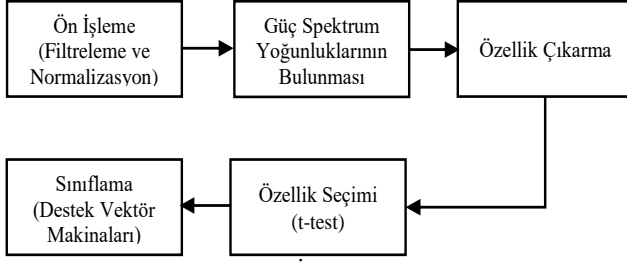 Ön İşleme
(Filtreleme ve
Normalizasyon)
Güç Spektrum
Yoğunluklarının
Bulunması
Özellik Çıkarma
Özellik Seçimi
(t-test)
Sınıflama
(Destek Vektör
Makinaları)